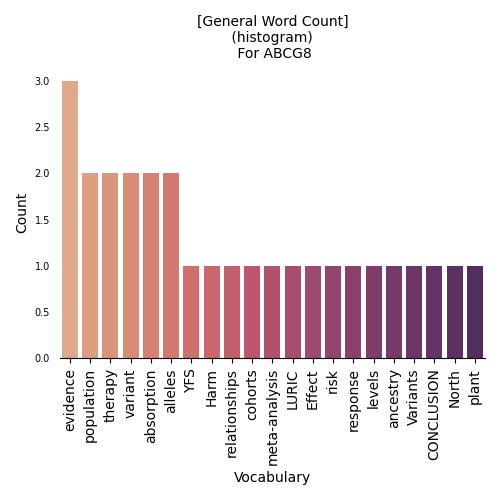 [General Word Count]
(histogram)
For ABCG8
3.0
2.5
2.0
1.5
1.0
0.5
0.0
Count
evidence
population
therapy
variant
absorption
alleles
YFS
Harm
relationships
cohorts
meta-analysis
LURIC
Effect
risk
response
levels
ancestry
Variants
CONCLUSION
North
plant
Vocabulary